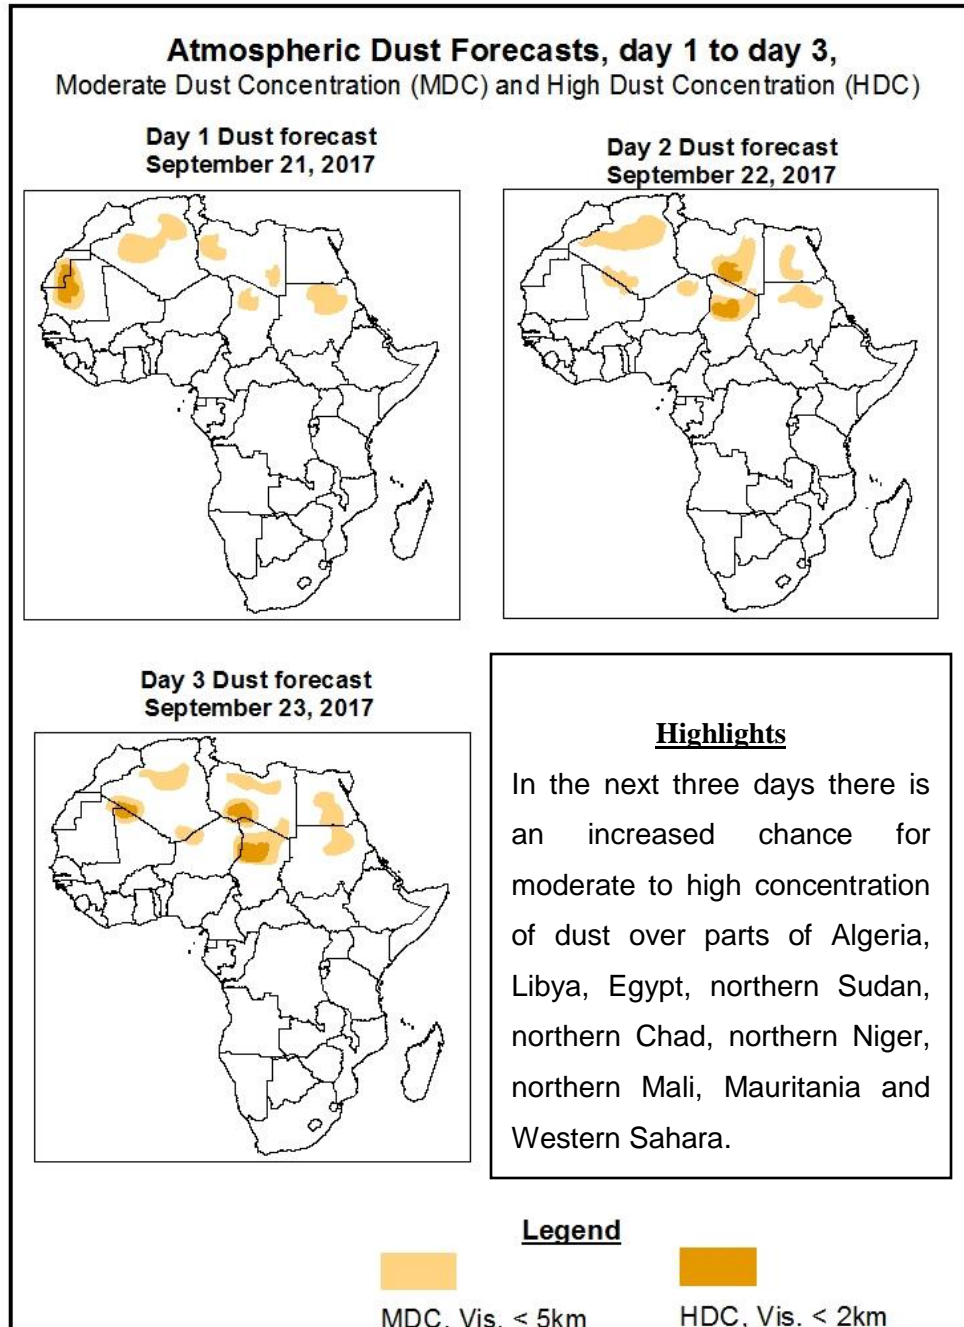 Atmospheric Dust Forecasts, day 1 to day 3,
Moderate Dust Concentration (MDC) and High Dust Concentration (HDC)
Day 1 Dust forecast
September 21, 2017
Day 2 Dust forecast
September 22, 2017
Day 3 Dust forecast
September 23, 2017
Highlights
In the next three days there is
an increased chance for
moderate to high concentration
of dust over parts of Algeria,
Libya, Egypt, northern Sudan,
northern Chad, northern Niger,
northern Mali, Mauritania and
Western Sahara.
Legend
MDC, Vis. < 5km
HDC, Vis. < 2km